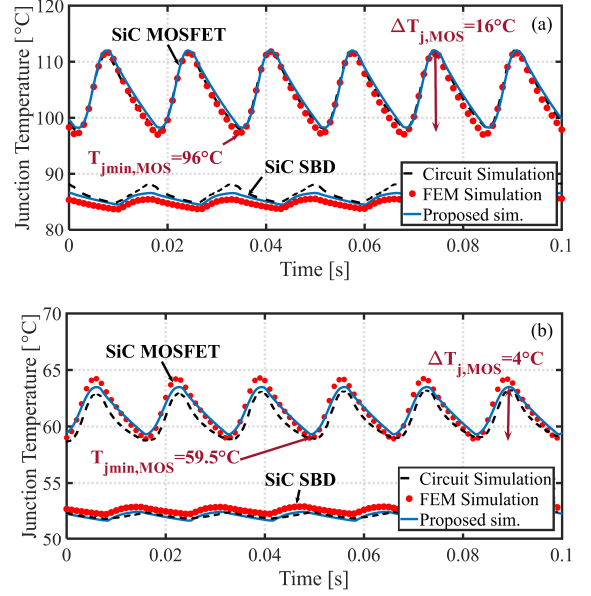 120
(a)
SiC MOSFET
ΔTj,MOS=16°C
110
100
Tjmin,MOS=96°C
SiC SBD
90
Circuit Simulation
FEM Simulation
Proposed sim.
80
0 0.02 0.04 0.06 0.08 0.1
Time [s]
Junction Temperature [°C]
70
(b)
SiC MOSFET
65
ΔTj,MOS=4°C
60
Tjmin,MOS=59.5°C
SiC SBD
55
Circuit Simulation
FEM Simulation
Proposed sim.
50
0 0.02 0.04 0.06 0.08 0.1
Time [s]
Junction Temperature [°C]